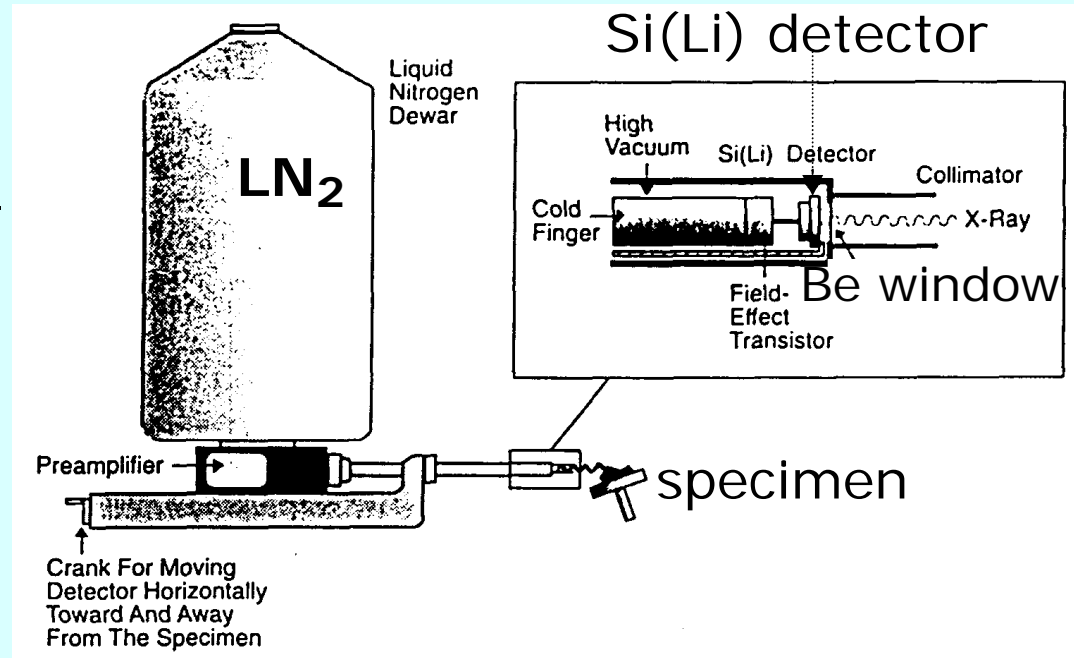 Si(Li) detector
Liquid
Nitrogen
Dewar
LN₂
High
Vacuum
Si(Li) Detector
Collimator
Cold
Finger
X-Ray
Be window
Field-
Effect
Transistor
Preamplifier
specimen
Crank For Moving
Detector Horizontally
Toward And Away
From The Specimen